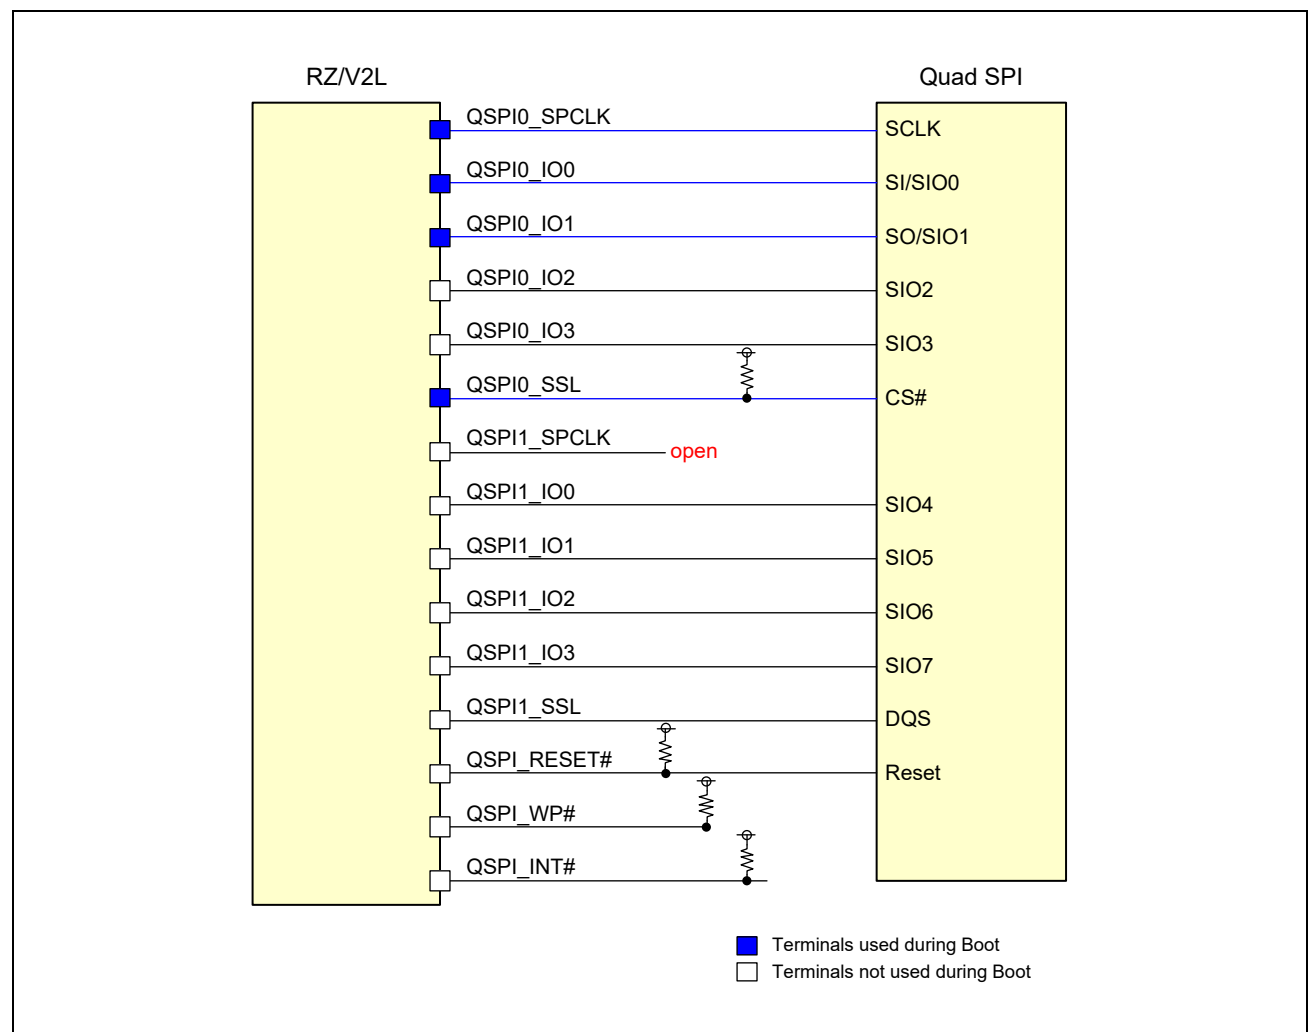 RZ/V2L
Quad SPI
QSPI0_SPCLK
SCLK
QSPI0_IO0
SI/SIO0
QSPI0_IO1
SO/SIO1
QSPI0_IO2
SIO2
QSPI0_IO3
SIO3
QSPI0_SSL
CS#
QSPI1_SPCLK
open
QSPI1_IO0
SIO4
QSPI1_IO1
SIO5
QSPI1_IO2
SIO6
QSPI1_IO3
SIO7
QSPI1_SSL
DQS
QSPI_RESET#
Reset
QSPI_WP#
QSPI_INT#
Terminals used during Boot
Terminals not used during Boot